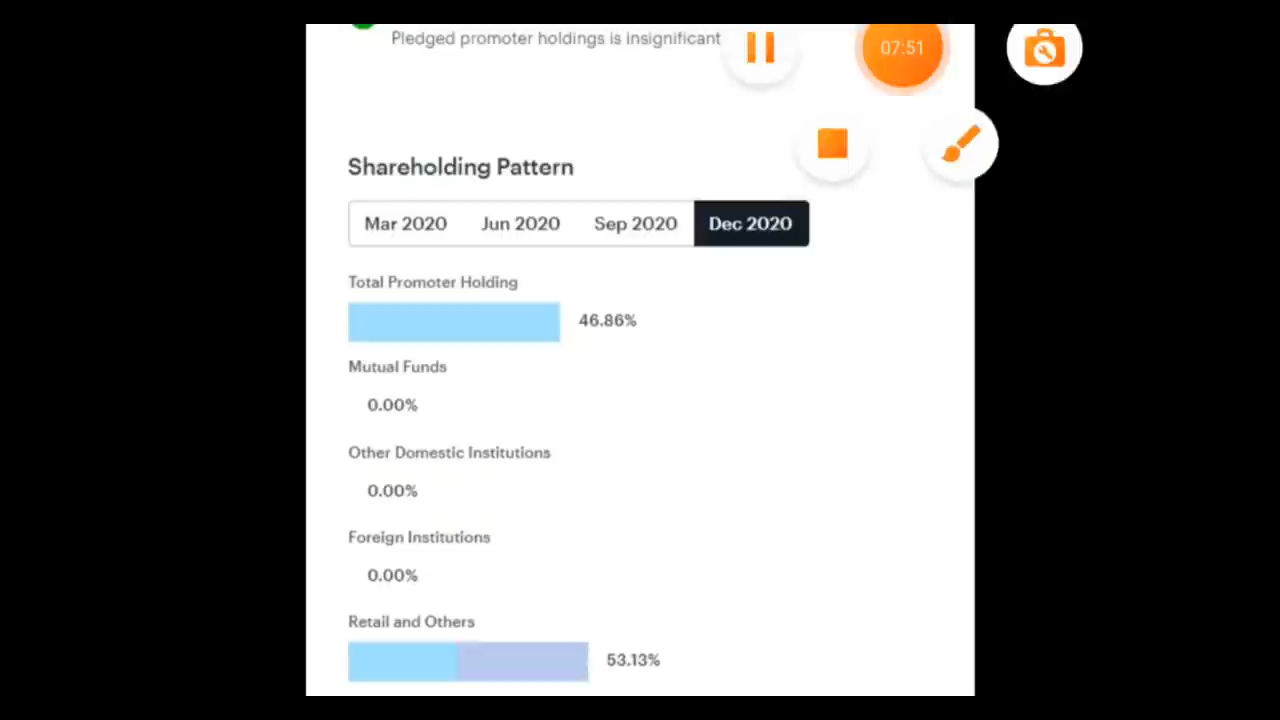 Pledged promoter holdings is insignificant
07:51
Shareholding Pattern
Mar 2020 Jun 2020 Sep 2020 Dec 2020
Total Promoter Holding
46.86%
Mutual Funds
0.00%
Other Domestic Institutions
0.00%
Foreign Institutions
0.00%
Retail and Others
53.13%